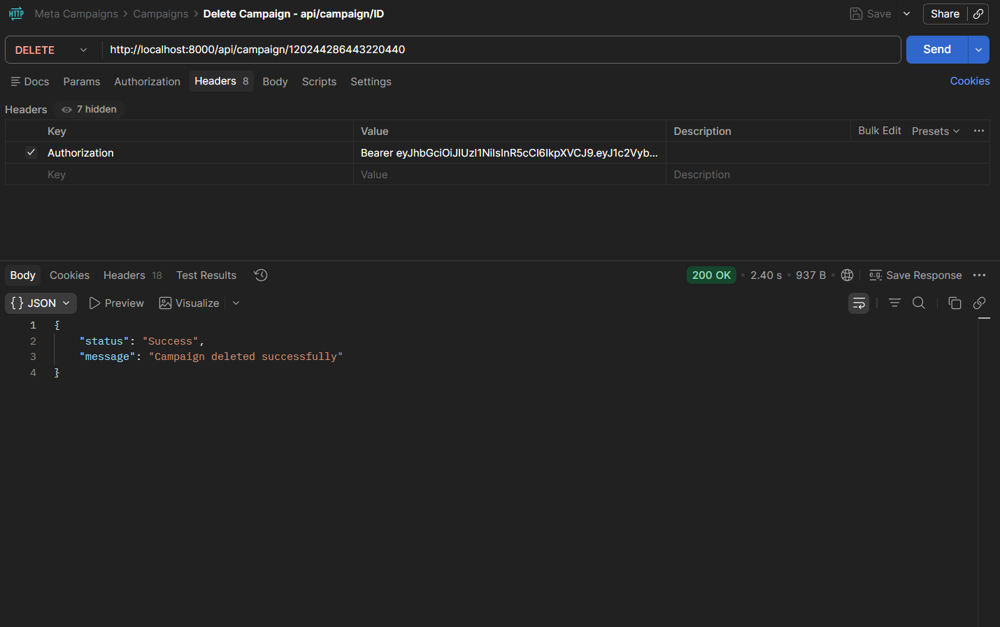 HTTP Meta Campaigns > Campaigns > Delete Campaign - api/campaign/ID Save Share
DELETE http://localhost:8000/api/campaign/120244286443220440 Send
Docs Params Authorization Headers 8 Body Scripts Settings Cookies
Headers 7 hidden
Key Value Description Bulk Edit Presets
Authorization Bearer eyJhbGciOiJIUzI1NiIsInR5cCI6IkpXVCJ9.eyJ1c2Vyb...
Key Value Description
Body Cookies Headers 18 Test Results 200 OK • 2.40 s • 937 B • e.g. Save Response
{} JSON Preview Visualize
1 {
2 "status": "Success",
3 "message": "Campaign deleted successfully"
4 }